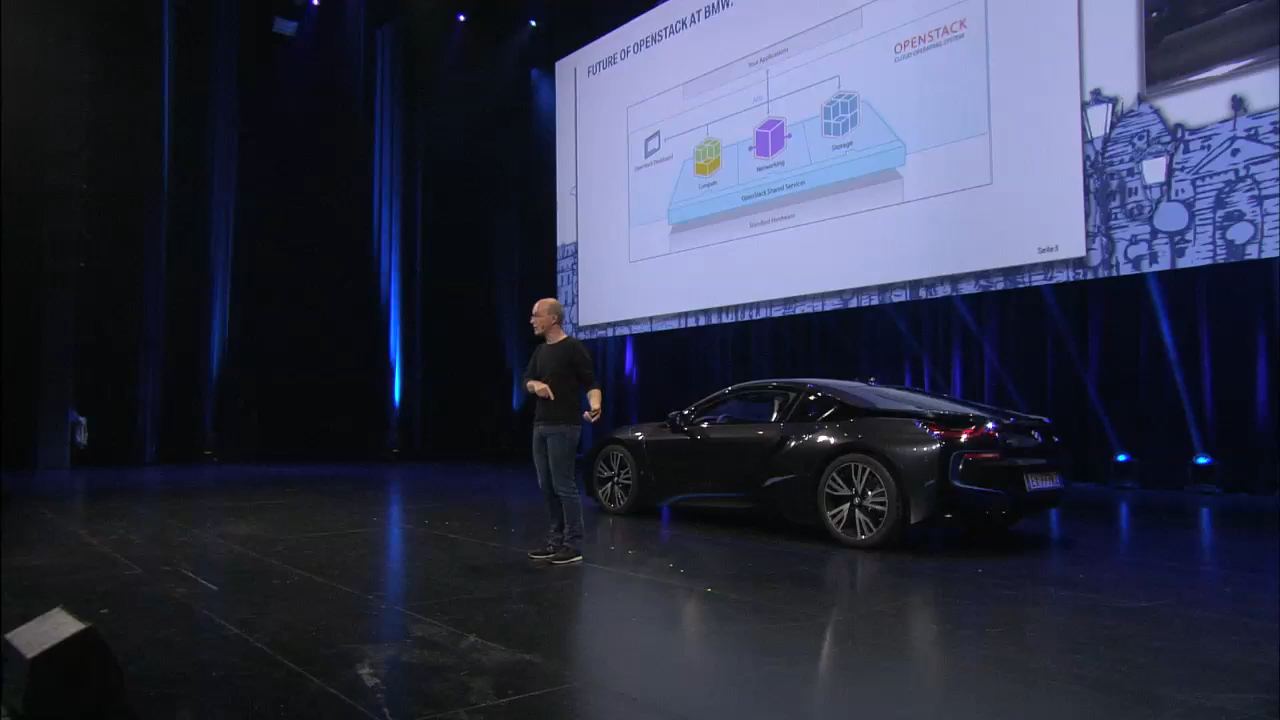 FUTURE OF OPENSTACK AT BMW.
OPENSTACK
CLOUD OPERATING SYSTEM
Your Applications
APIs
OpenStack Dashboard
Compute
Networking
Storage
OpenStack Shared Services
Standard Hardware
Seite 5